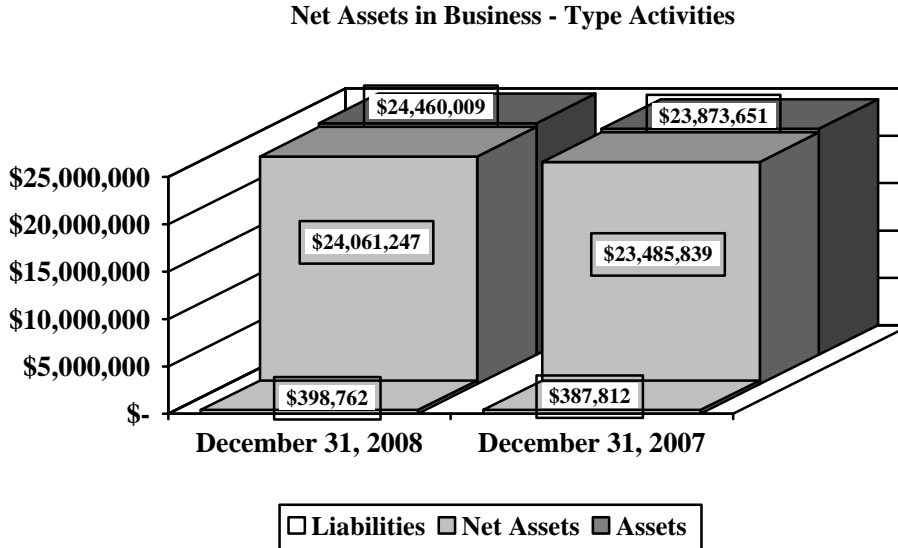 Net Assets in Business - Type Activities
$24,460,009
$23,873,651
$25,000,000
$20,000,000
$15,000,000
$10,000,000
$5,000,000
$-
$24,061,247
$23,485,839
$398,762
$387,812
December 31, 2008
December 31, 2007
Liabilities
Net Assets
Assets